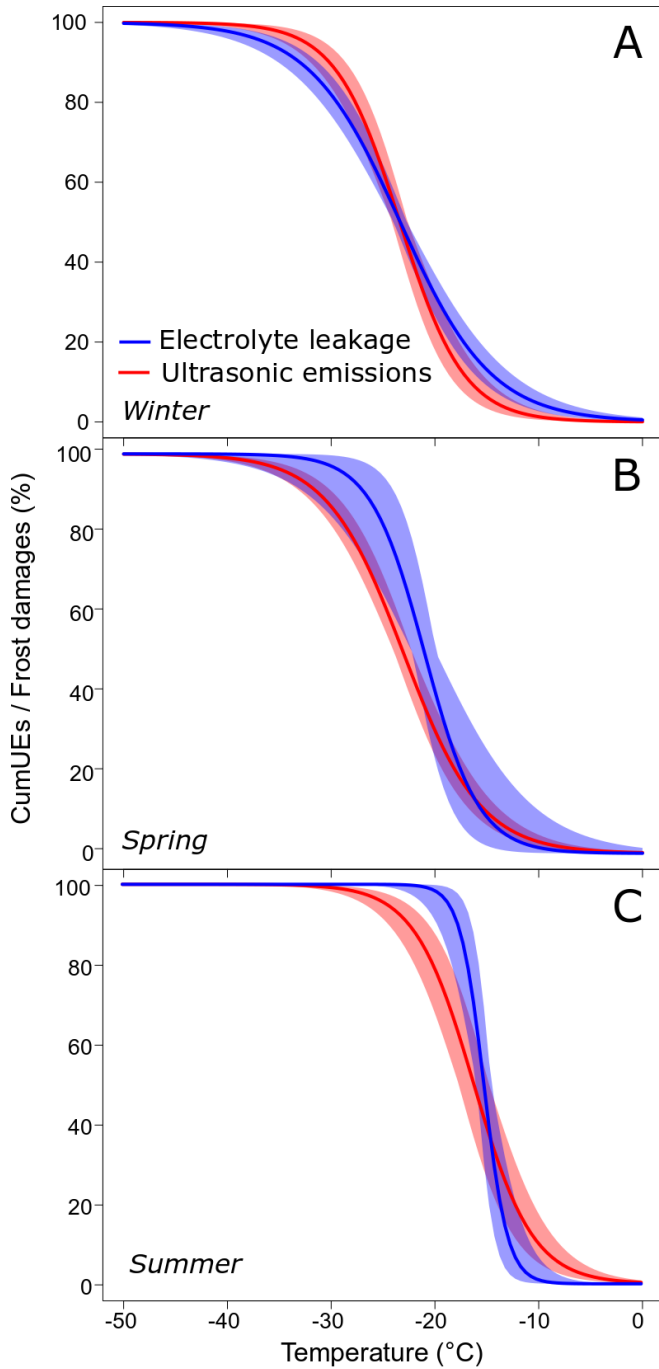 A
100
80
60
40
20
0
Electrolyte leakage
Ultrasonic emissions
Winter
B
100
80
60
40
20
0
Spring
CumUEs / Frost damages (%)
C
100
80
60
40
20
0
Summer
-50 -40 -30 -20 -10 0
Temperature (°C)